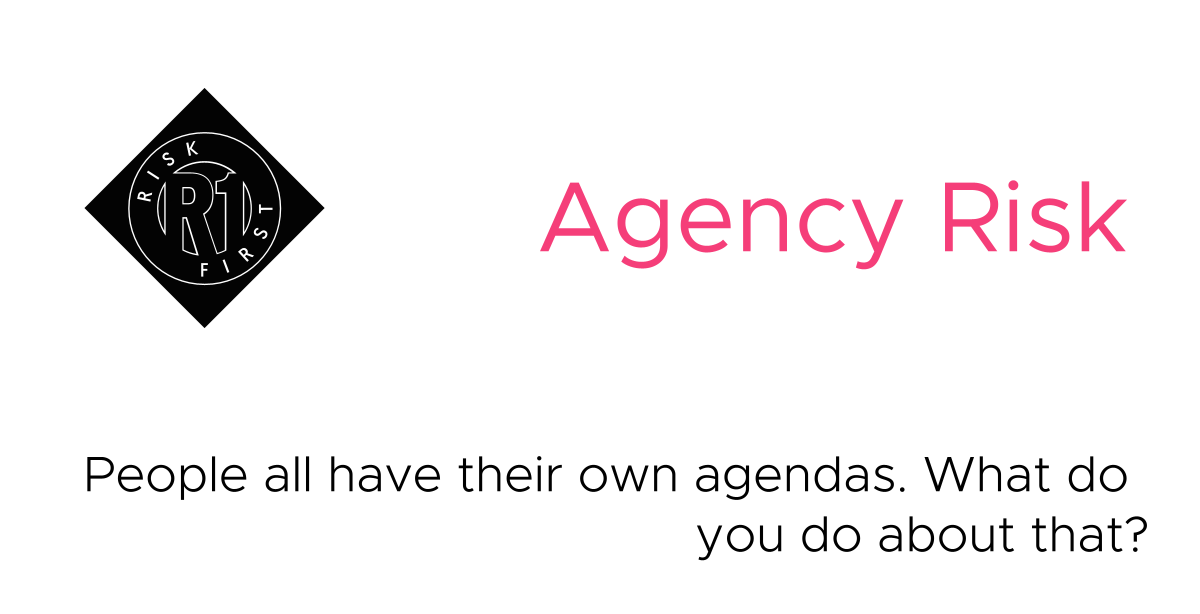 RISK
R1
FIRST
Agency Risk
People all have their own agendas. What do
you do about that?